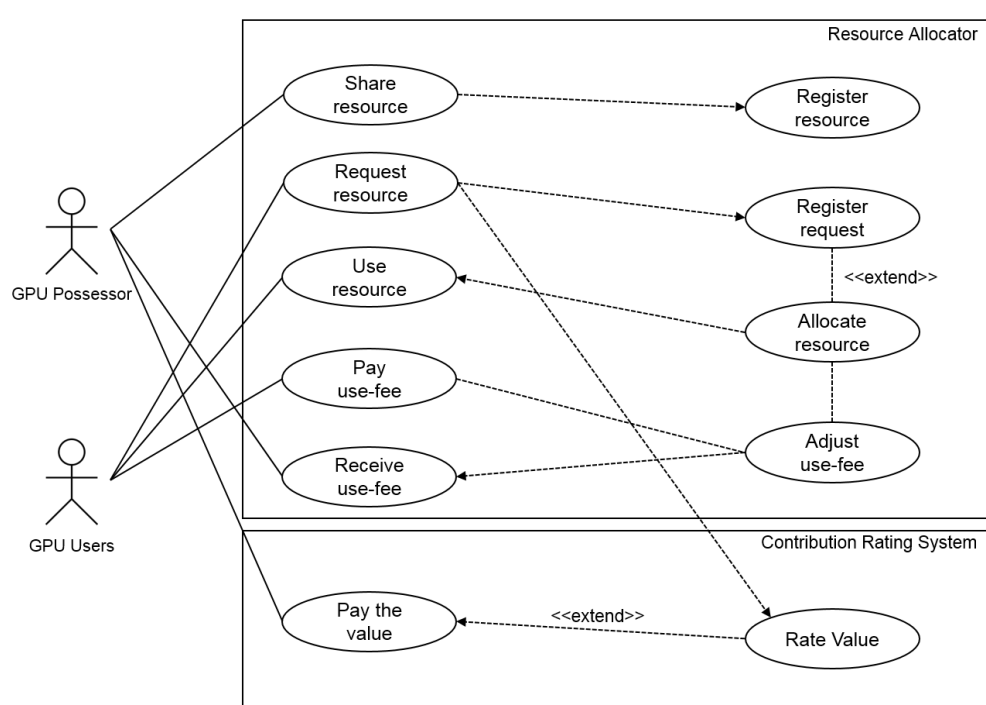 Resource Allocator
Share
resource
Register
resource
Request
resource
Register
request
GPU Possessor
Use
resource
<<extend>>
Allocate
resource
Pay
use-fee
Adjust
use-fee
Receive
use-fee
GPU Users
Contribution Rating System
Pay the
value
<<extend>>
Rate Value